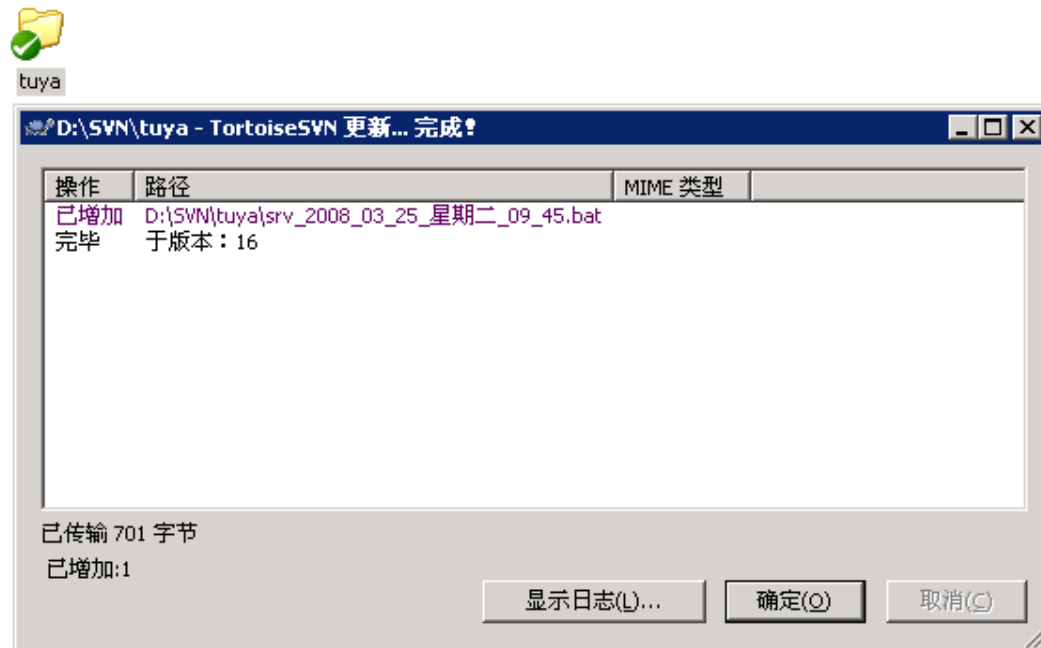 tuya
D:\SVN\tuya - TortoiseSVN 更新... 完成!
操作 路径 MIME 类型
已增加 D:\SVN\tuya\srv_2008_03_25_星期二_09_45.bat
完毕 于版本：16
已传输 701 字节
已增加:1
显示日志(L)... 确定(O) 取消(C)